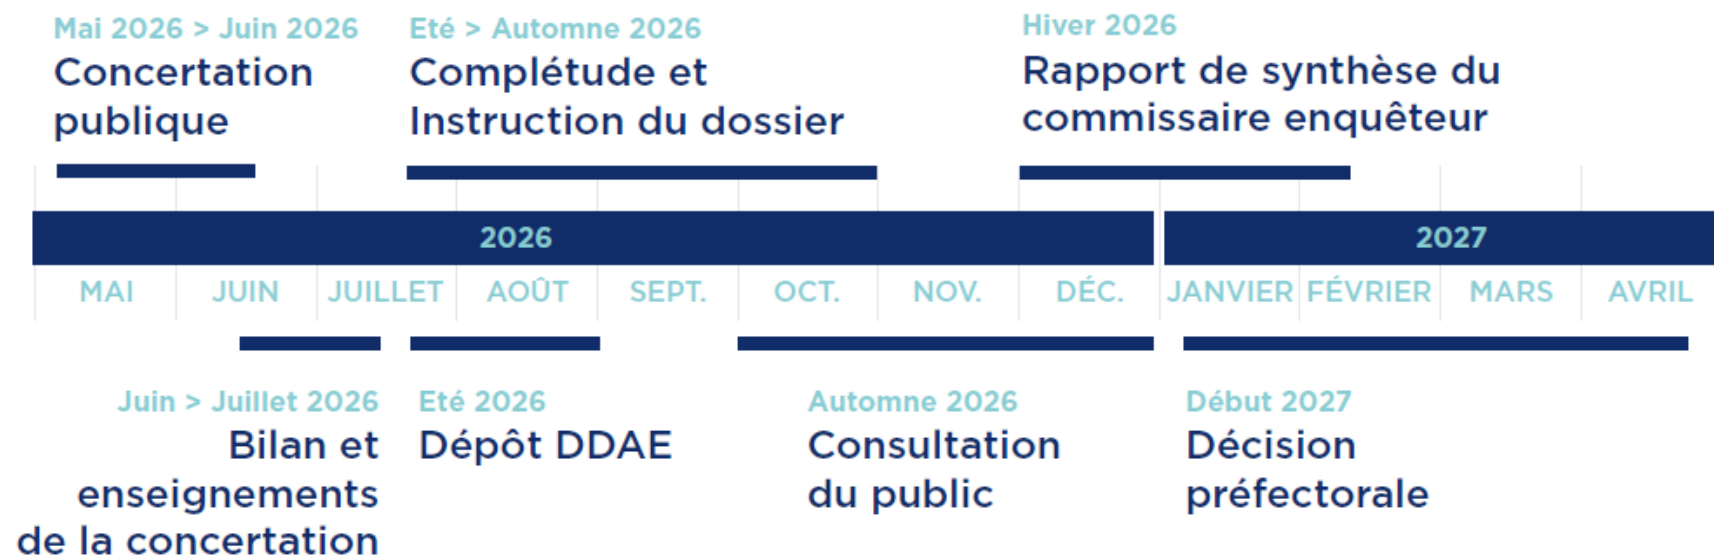 Mai 2026 > Juin 2026
Concertation
publique
Eté > Automne 2026
Complétude et
Instruction du dossier
Hiver 2026
Rapport de synthèse du
commissaire enquêteur
2026
2027
MAI
JUIN
JUILLET
AOÛT
SEPT.
OCT.
NOV.
DÉC.
JANVIER
FÉVRIER
MARS
AVRIL
Juin > Juillet 2026
Bilan et
enseignements
de la concertation
Eté 2026
Dépôt DDAE
Automne 2026
Consultation
du public
Début 2027
Décision
préfectorale